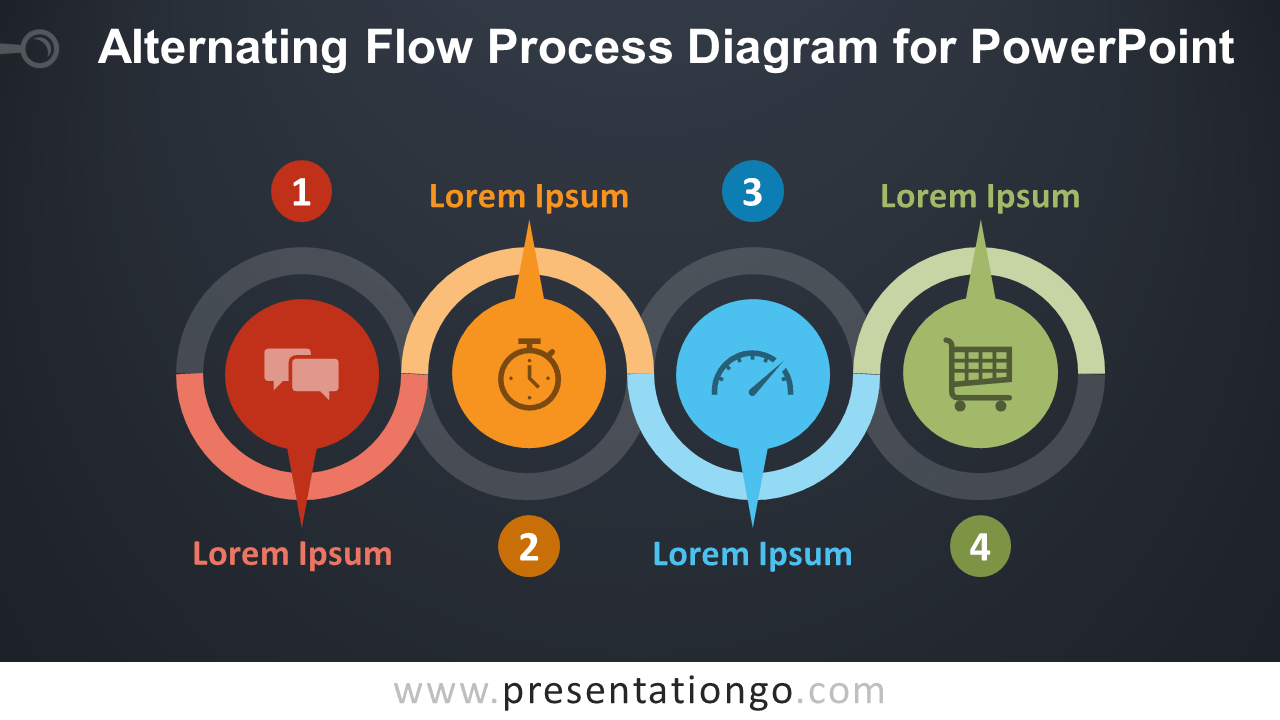 Alternating Flow Process Diagram for PowerPoint
1
Lorem Ipsum
3
Lorem Ipsum
Lorem Ipsum
2
Lorem Ipsum
4
www.presentationgo.com